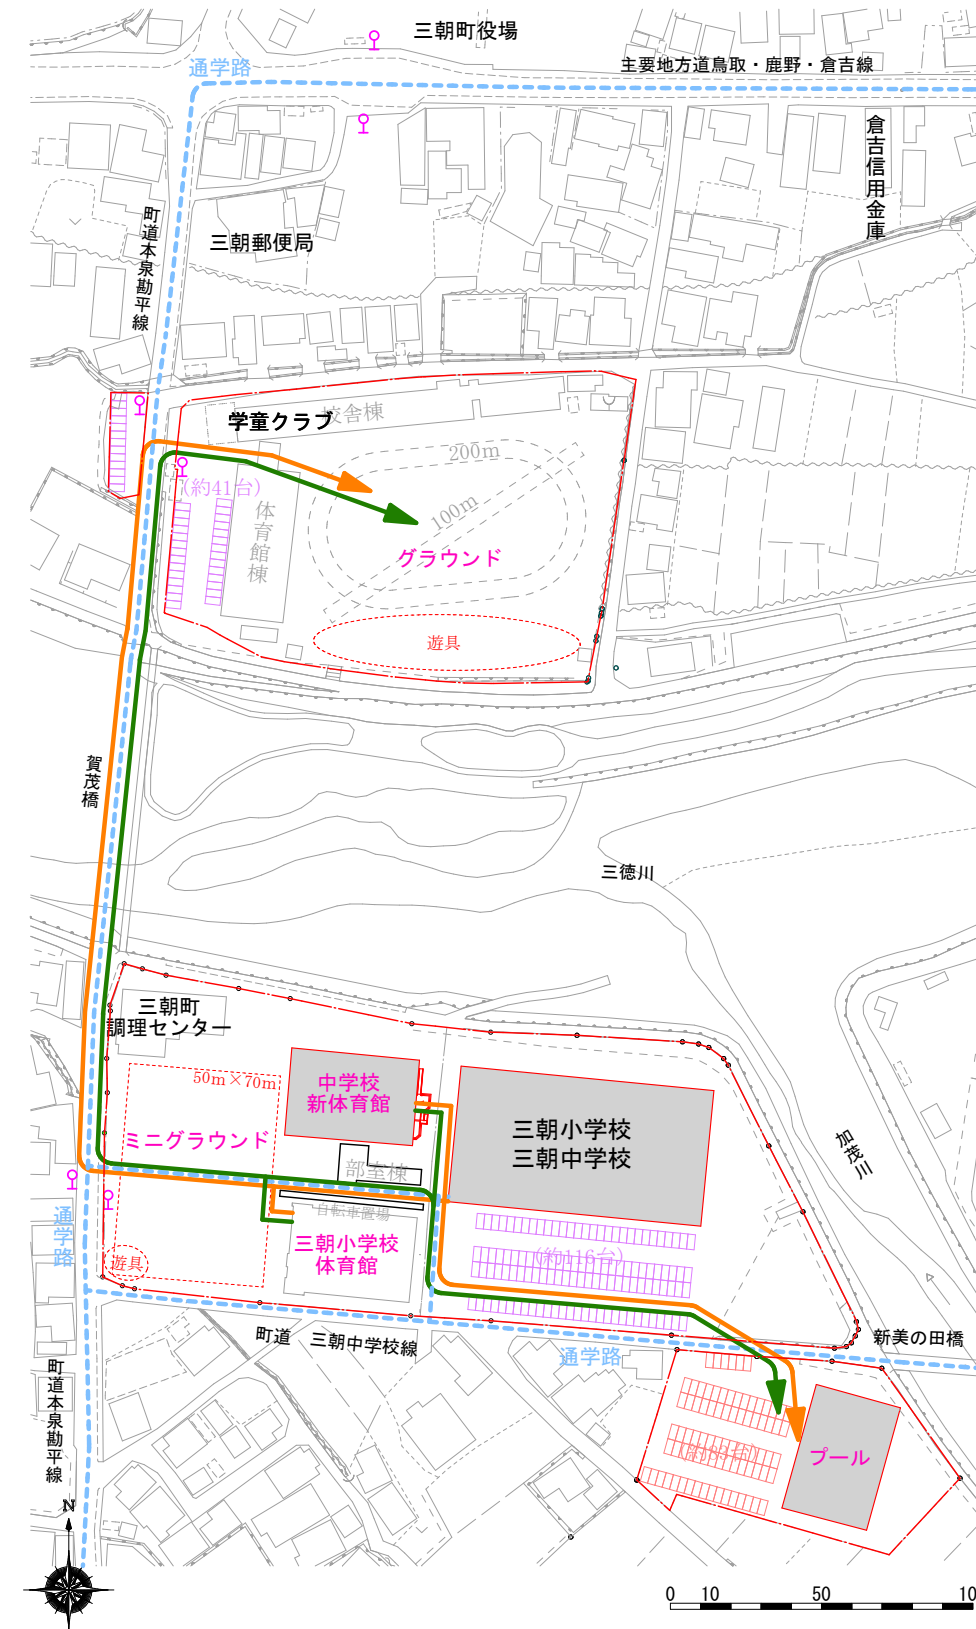 三朝町役場
通学路
主要地方道鳥取・鹿野・倉吉線
倉吉信用金庫
町道本泉勘平線
三朝郵便局
学童クラブ
校舎棟
200m
(約41台)
体育館棟
100m
グラウンド
遊具
賀茂橋
三徳川
三朝町
調理センター
50m×70m
中学校
新体育館
ミニグラウンド
三朝小学校
三朝中学校
加茂川
部室棟
自転車置場
通学路
三朝小学校
体育館
(約116台)
遊具
町道 三朝中学校線
新美の田橋
通学路
町道本泉勘平線
(約83台)
プール
N
0 10 50 10